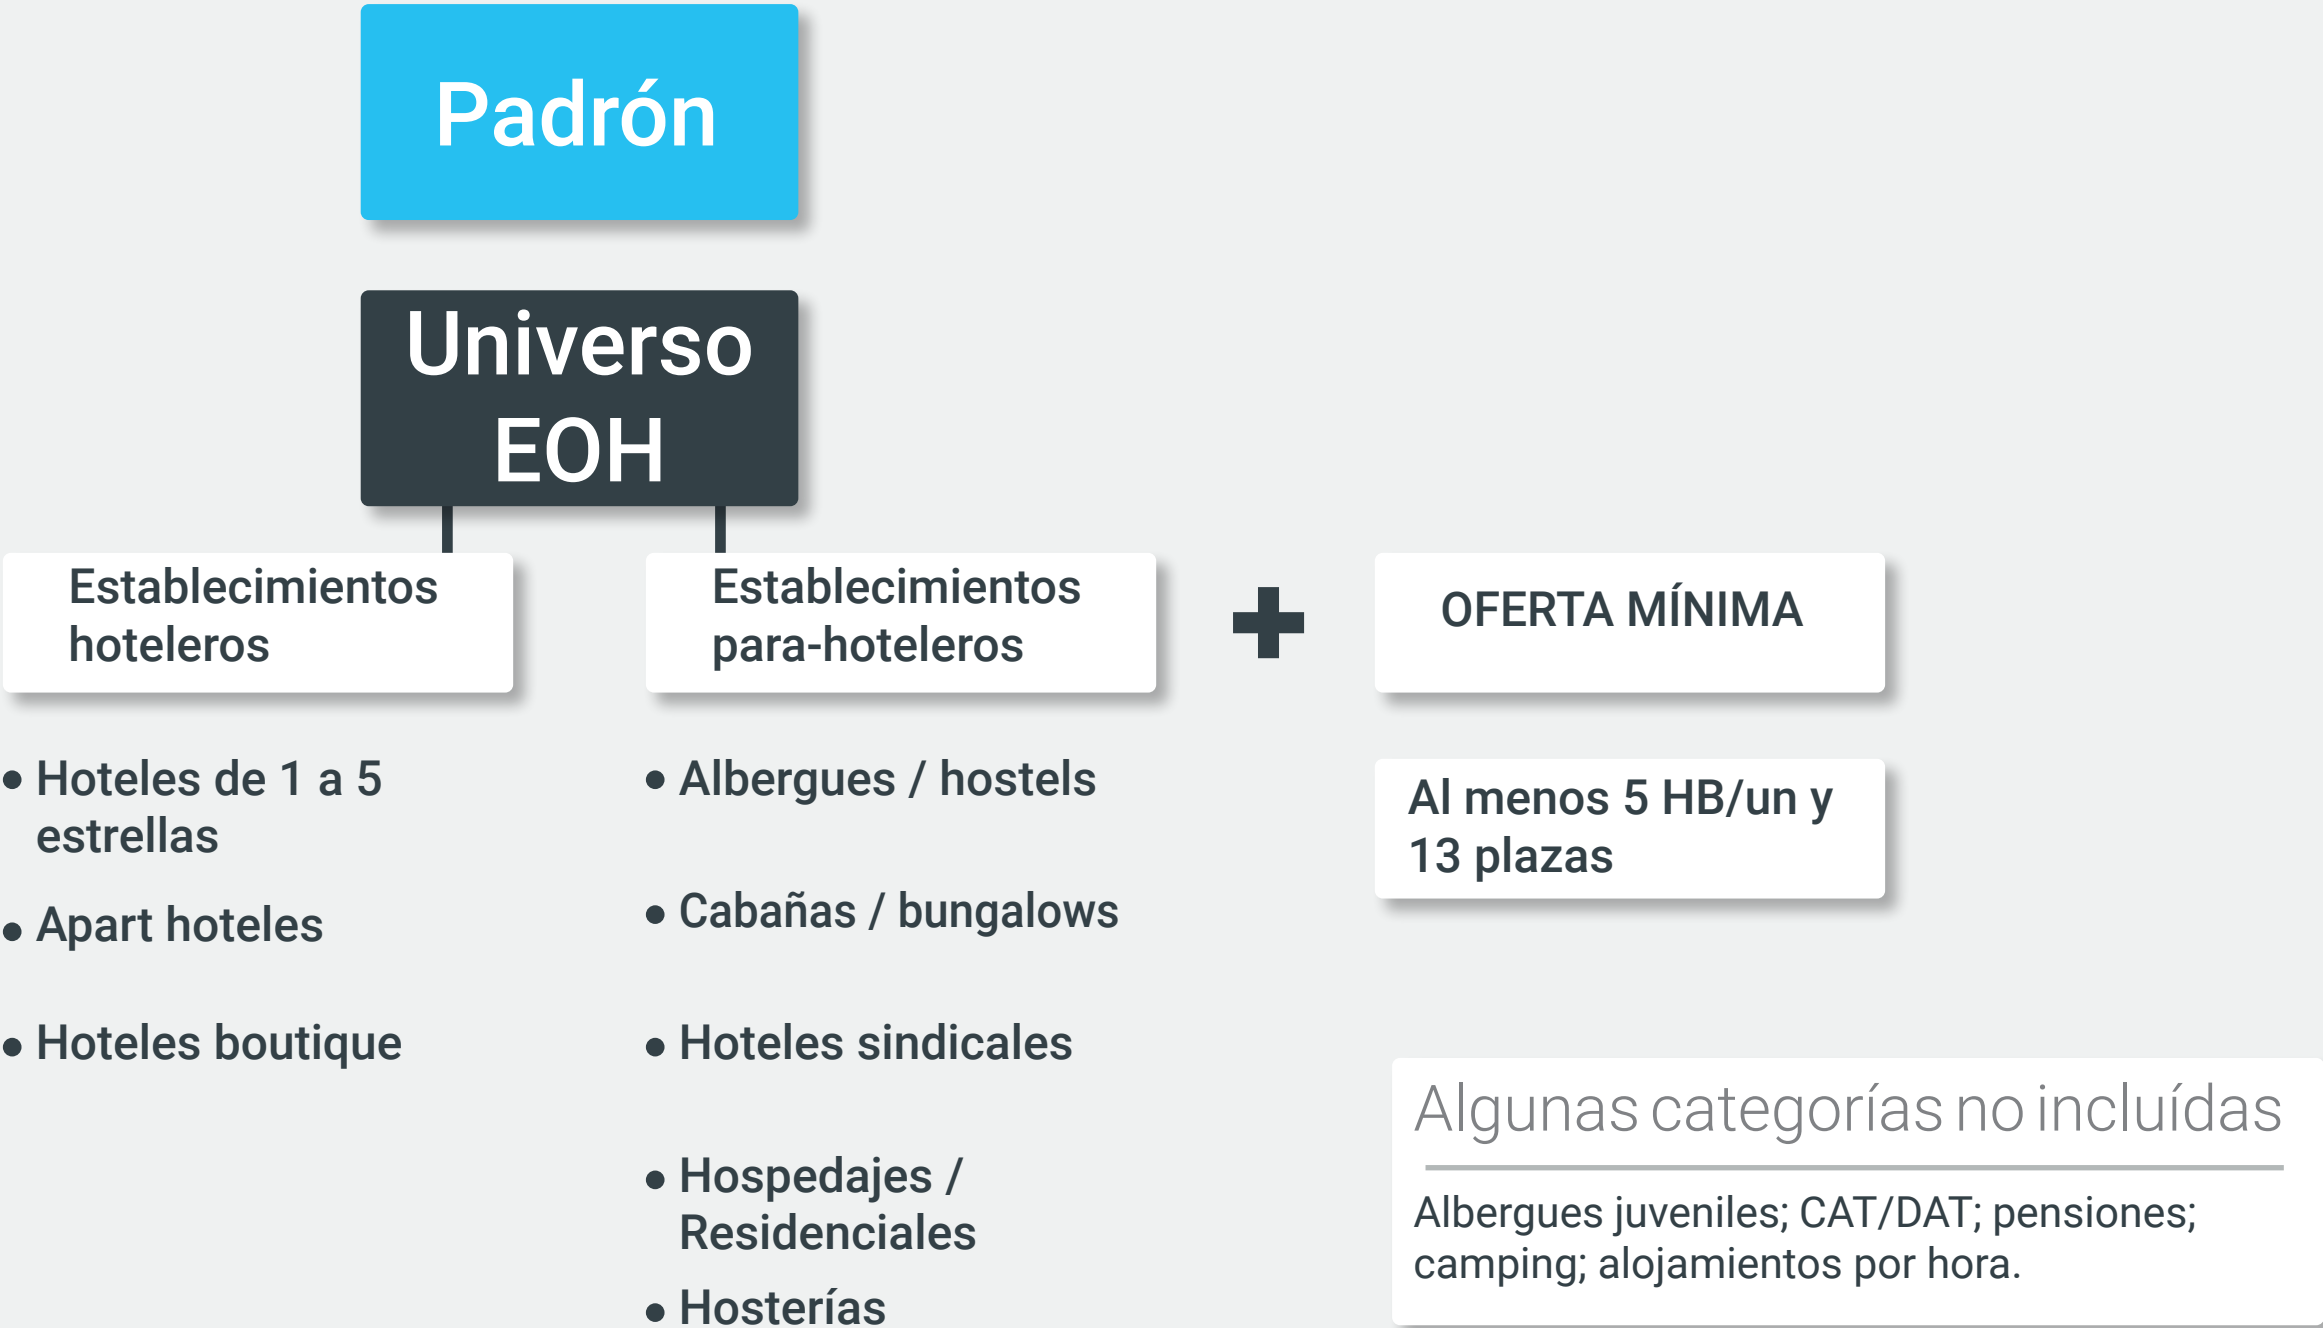 Padrón
Universo
EOH
Establecimientos
hoteleros
• Hoteles de 1 a 5
estrellas
• Apart hoteles
• Hoteles boutique
Establecimientos
para-hoteleros
• Albergues / hostels
• Cabañas / bungalows
• Hoteles sindicales
• Hospedajes /
Residenciales
• Hosterías
OFERTA MÍNIMA
Al menos 5 HB/un y
13 plazas
Algunas categorías no incluídas
Albergues juveniles; CAT/DAT; pensiones;
camping; alojamientos por hora.